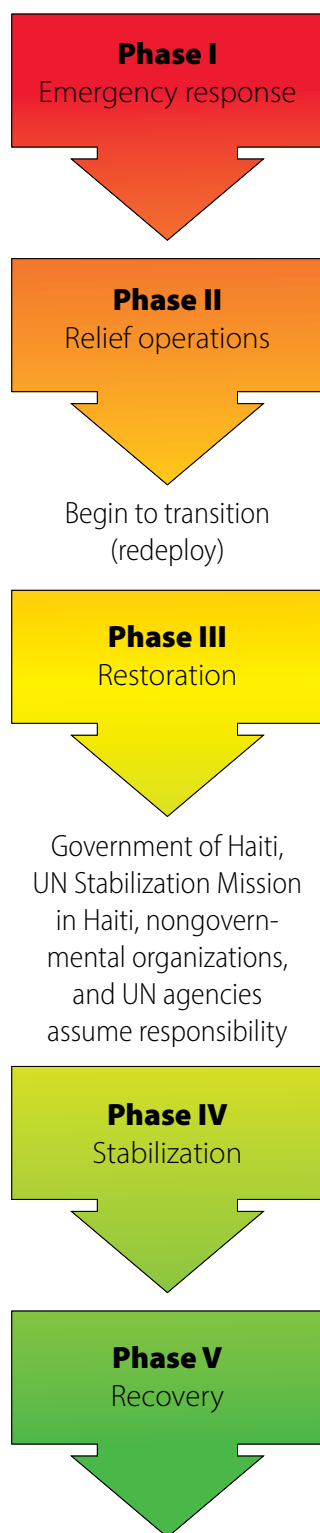 Phase I
Emergency response
Phase II
Relief operations
Begin to transition
(redeploy)
Phase III
Restoration
Government of Haiti,
UN Stabilization Mission
in Haiti, nongovern-
mental organizations,
and UN agencies
assume responsibility
Phase IV
Stabilization
Phase V
Recovery